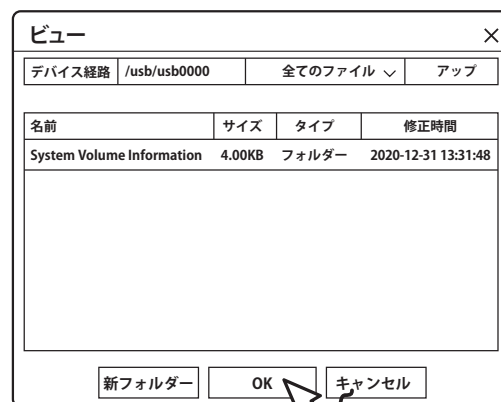 ビュー
デバイス経路 /usb/usb0000 全てのファイル アップ
名前 サイズ タイプ 修正時間
System Volume Information 4.00KB フォルダー 2020-12-31 13:31:48
新フォルダー OK キャンセル